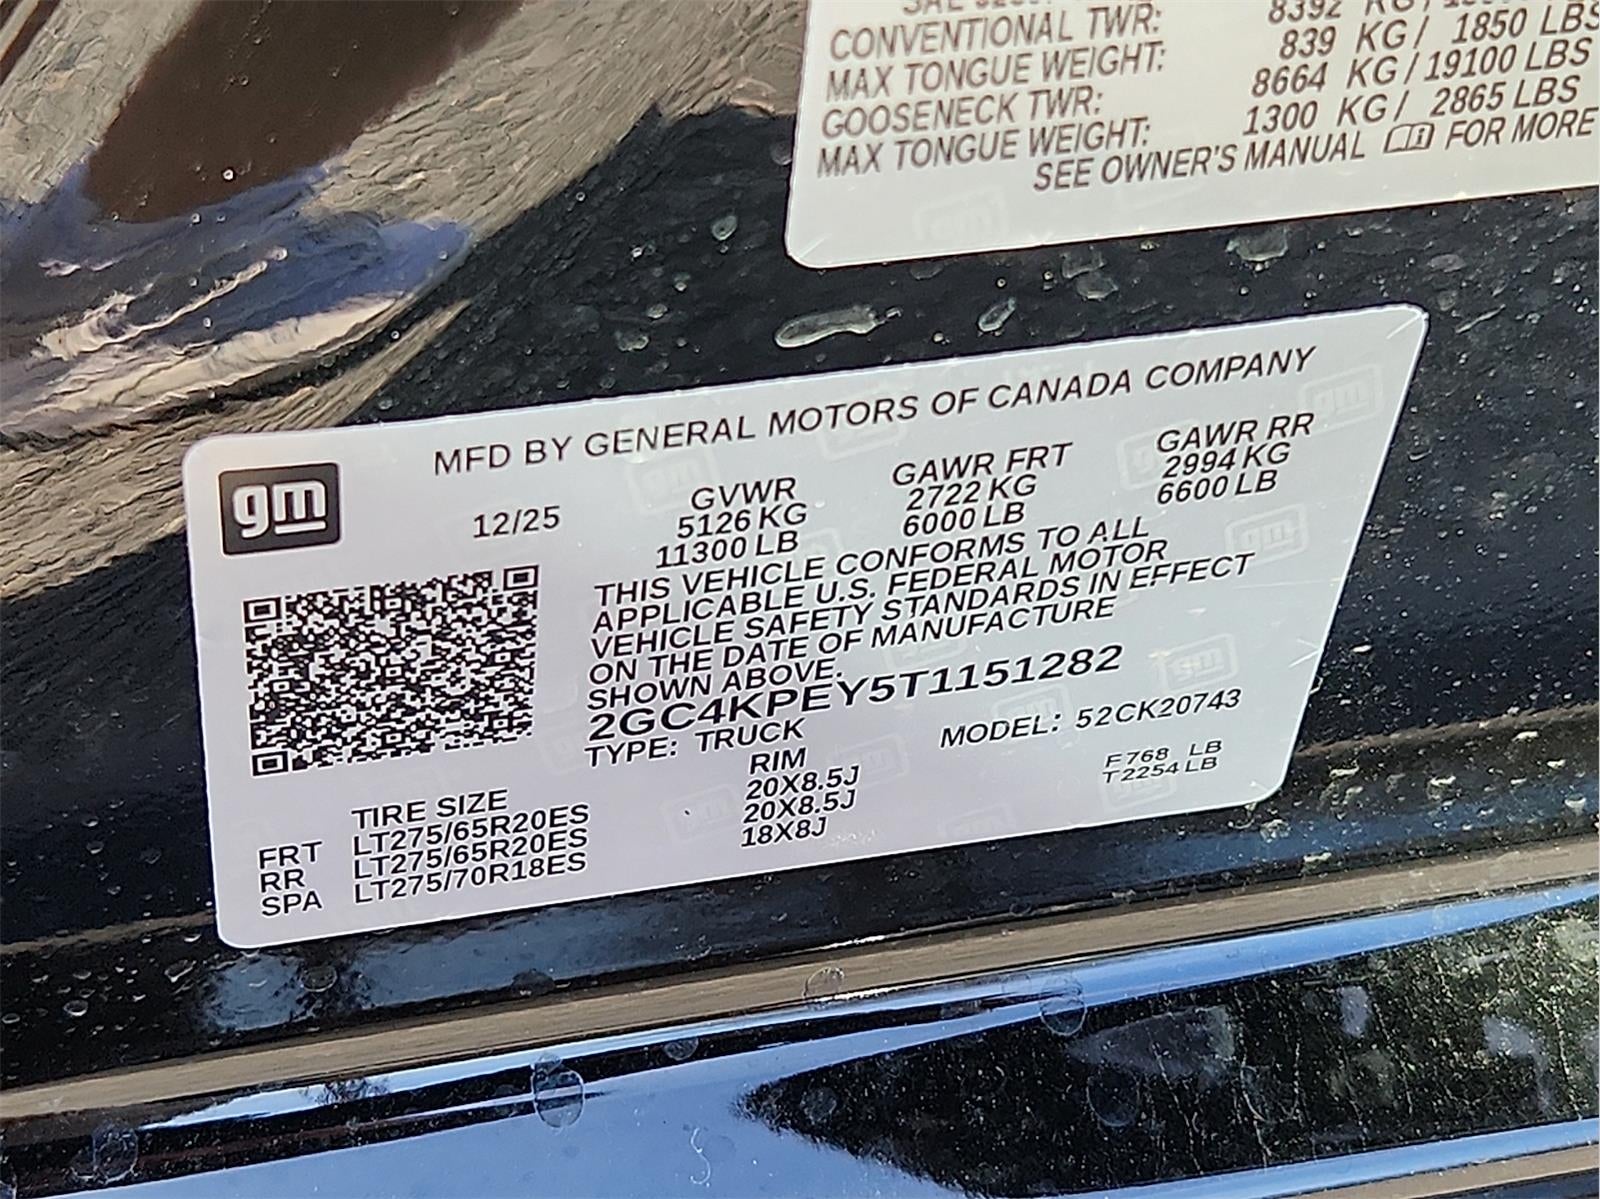 CONVENTIONAL TWR: 8392 KG/
MAX TONGUE WEIGHT: 839 KG/ 1850 LBS
GOOSENECK TWR: 8664 KG/19100 LBS
MAX TONGUE WEIGHT: 1300 KG/ 2865 LBS
SEE OWNER'S MANUAL FOR MORE
MFD BY GENERAL MOTORS OF CANADA COMPANY
gm
12/25
GVWR
5126 KG
11300 LB
GAWR FRT
2722 KG
6000 LB
GAWR RR
2994 KG
6600 LB
THIS VEHICLE CONFORMS TO ALL
APPLICABLE U.S. FEDERAL MOTOR
VEHICLE SAFETY STANDARDS IN EFFECT
ON THE DATE OF MANUFACTURE
SHOWN ABOVE.
2GC4KPEY5T1151282
TYPE: TRUCK MODEL: 52CK20743
F768 LB
T2254 LB
TIRE SIZE RIM
FRT LT275/65R20ES 20X8.5J
RR LT275/65R20ES 20X8.5J
SPA LT275/70R18ES 18X8J